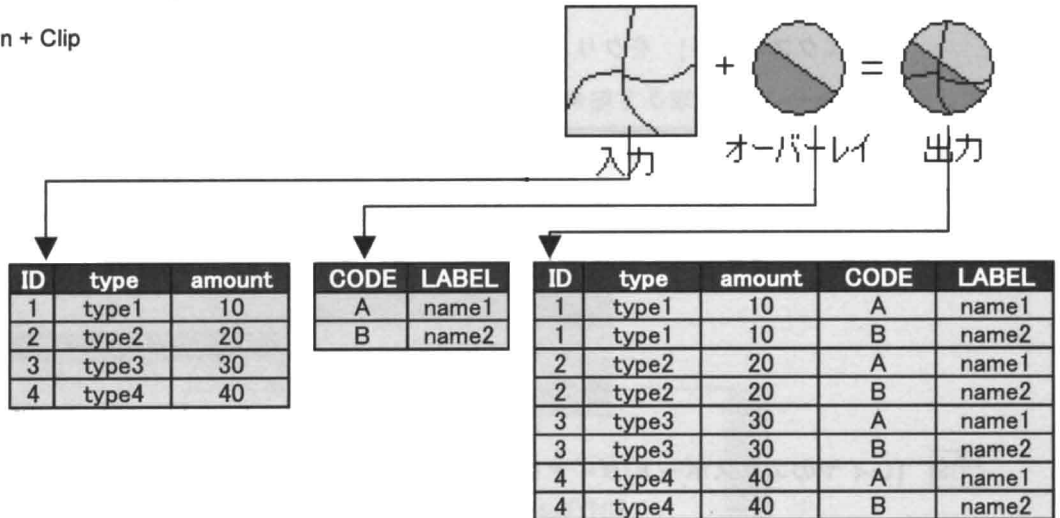 n + Clip
+
=
入力
オーバーレイ
出力
ID type amount
1 type1 10
2 type2 20
3 type3 30
4 type4 40
CODE LABEL
A name1
B name2
ID type amount CODE LABEL
1 type1 10 A name1
1 type1 10 B name2
2 type2 20 A name1
2 type2 20 B name2
3 type3 30 A name1
3 type3 30 B name2
4 type4 40 A name1
4 type4 40 B name2